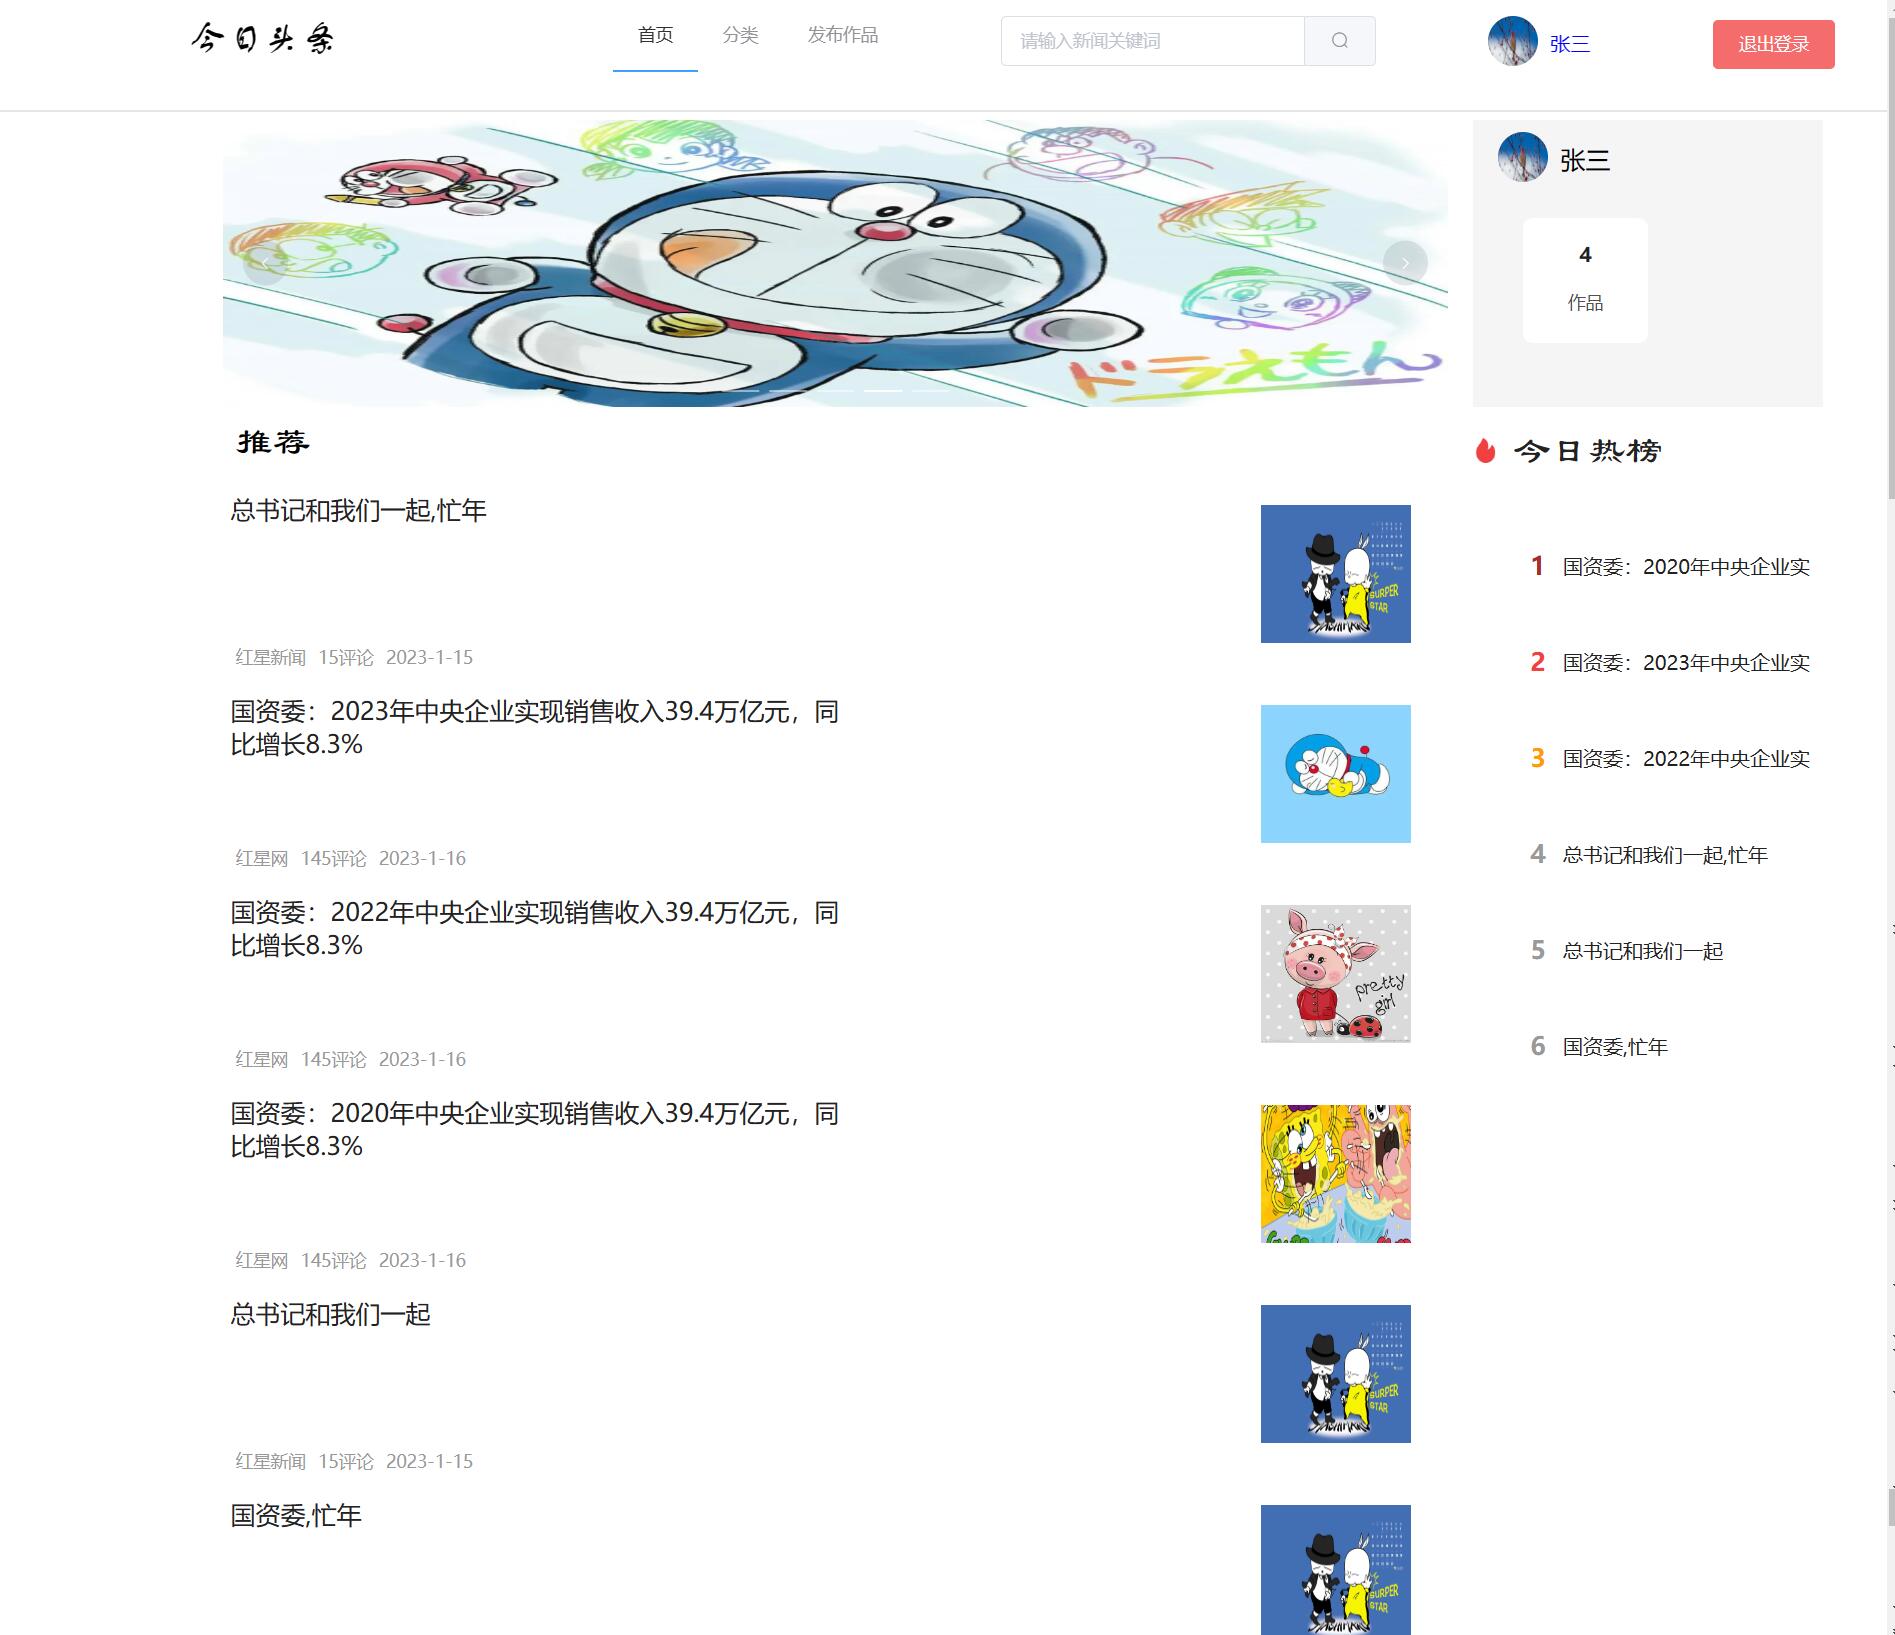 今日头条
首页 分类 发布作品
请输入新闻关键词
张三
退出登录
ドラえもん
张三
4
作品
推荐
总书记和我们一起,忙年
SURPER
STAR
红星新闻 15评论 2023-1-15
国资委：2023年中央企业实现销售收入39.4万亿元，同
比增长8.3%
红星网 145评论 2023-1-16
国资委：2022年中央企业实现销售收入39.4万亿元，同
比增长8.3%
pretty
girl
红星网 145评论 2023-1-16
国资委：2020年中央企业实现销售收入39.4万亿元，同
比增长8.3%
红星网 145评论 2023-1-16
总书记和我们一起
SURPER
STAR
红星新闻 15评论 2023-1-15
国资委,忙年
SURPER
STAR
今日热榜
1 国资委：2020年中央企业实
2 国资委：2023年中央企业实
3 国资委：2022年中央企业实
4 总书记和我们一起,忙年
5 总书记和我们一起
6 国资委,忙年